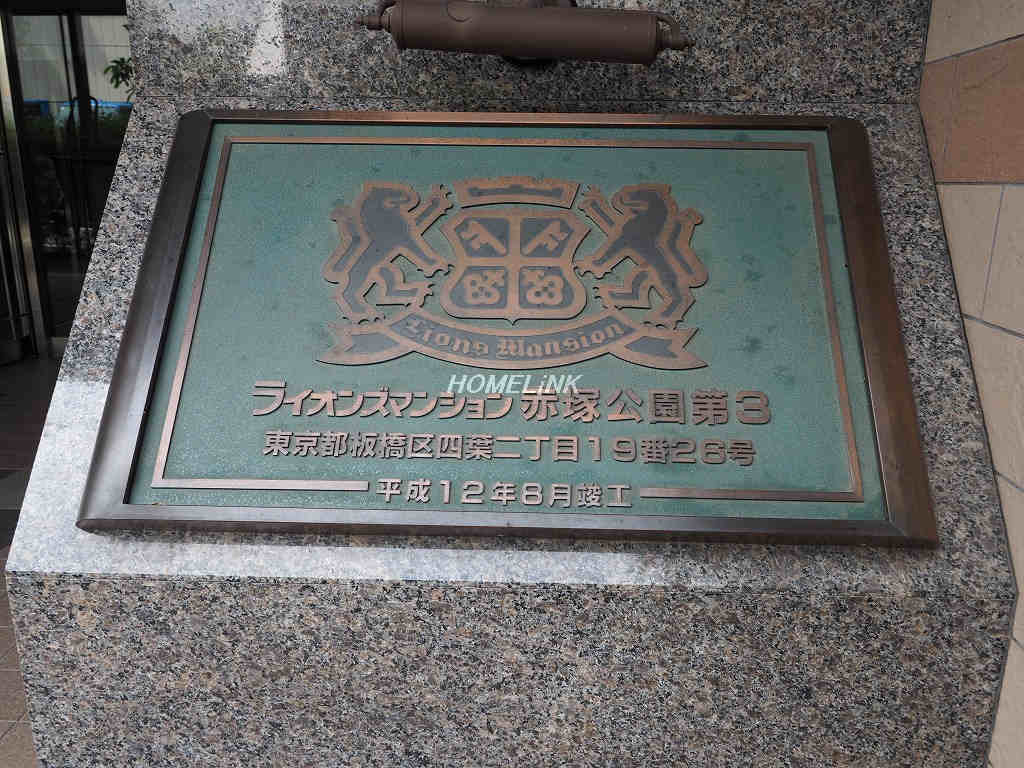 Lions Mansion
HOMELiNK
ライオンズマンション赤塚公園第3
東京都板橋区四葉二丁目19番26号
平成12年8月竣工